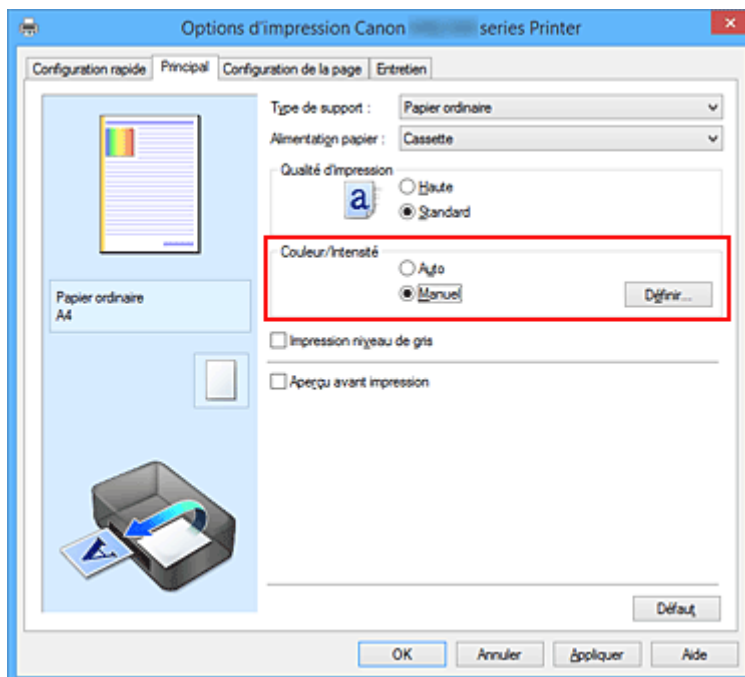 Options d'impression Canon series Printer
Configuration rapide Principal Configuration de la page Entretien
Type de support : Papier ordinaire
Alimentation papier : Cassette
Qualité d'impression
a
Haute
Standard
Couleur/Intensité
Auto
Manuel Définir...
Papier ordinaire
A4
Impression niveau de gris
Aperçu avant impression
A
Défaut
OK Annuler Appliquer Aide